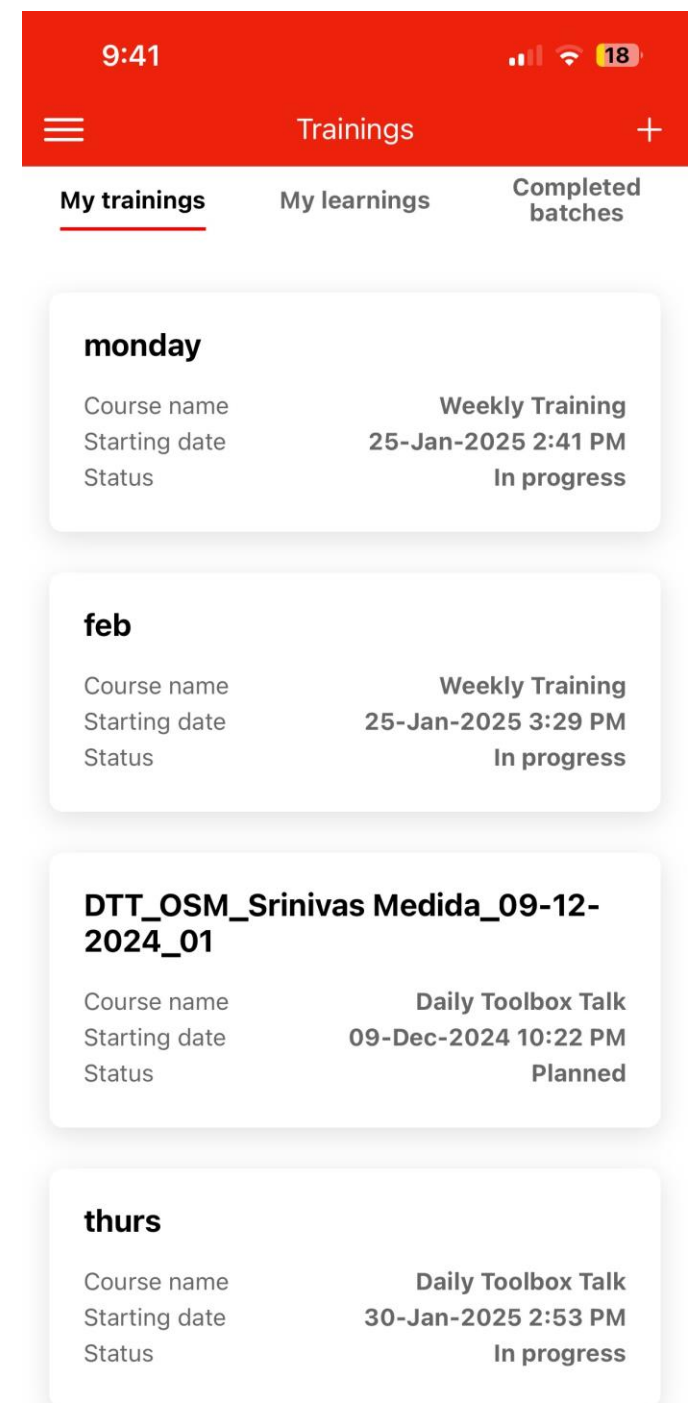 9:41 18
Trainings +
My trainings My learnings Completed batches
monday
Course name Weekly Training
Starting date 25-Jan-2025 2:41 PM
Status In progress
feb
Course name Weekly Training
Starting date 25-Jan-2025 3:29 PM
Status In progress
DTT_OSM_Srinivas Medida_09-12-
2024_01
Course name Daily Toolbox Talk
Starting date 09-Dec-2024 10:22 PM
Status Planned
thurs
Course name Daily Toolbox Talk
Starting date 30-Jan-2025 2:53 PM
Status In progress